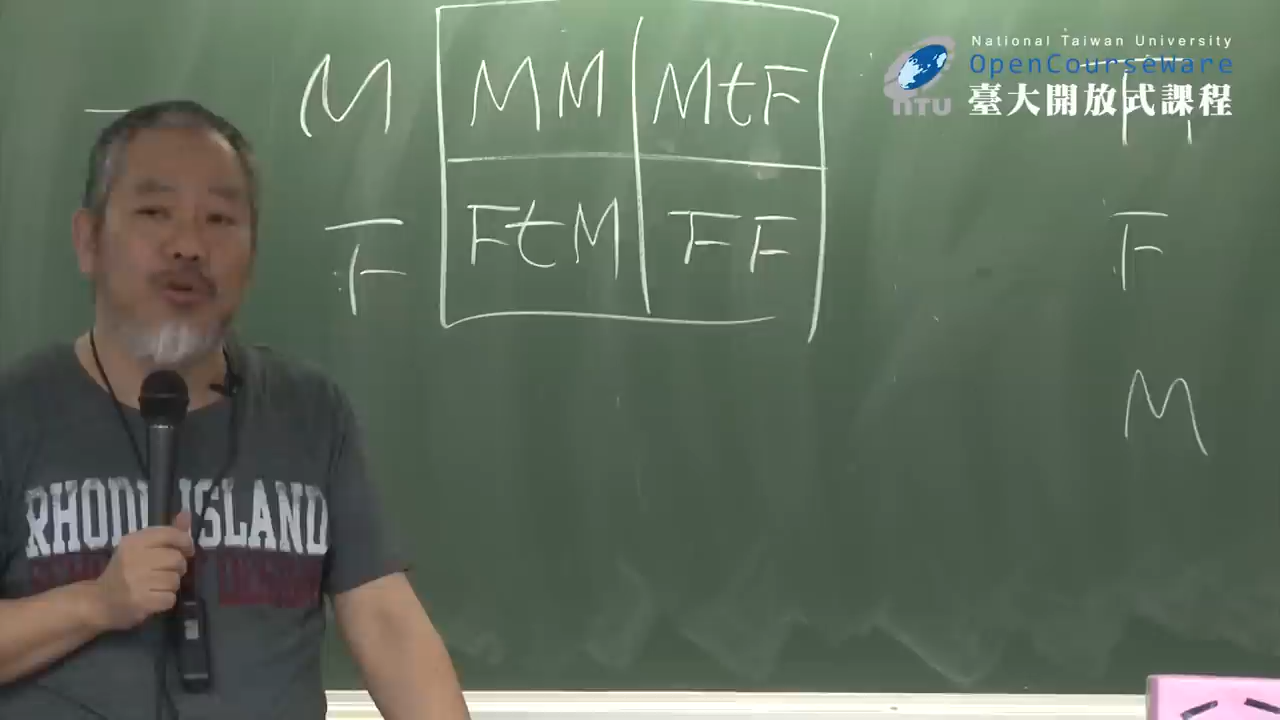 National Taiwan University
OpenCourseWare
NTU 臺大開放式課程
M MM MtF
F FtM FF
F
M
RHODE ISLAND